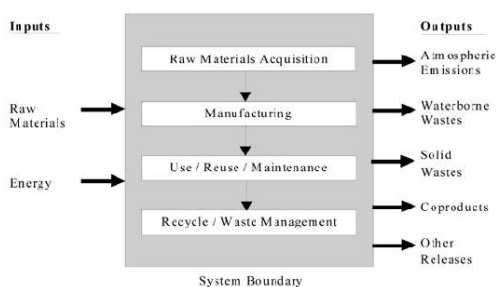 Inputs
Outputs
Raw Materials Acquisition
Atmospheric
Emissions
Raw
Materials
Manufacturing
Waterborne
Wastes
Use / Reuse / Maintenance
Solid
Wastes
Energy
Recycle / Waste Management
Coproducts
Other
Releases
System Boundary